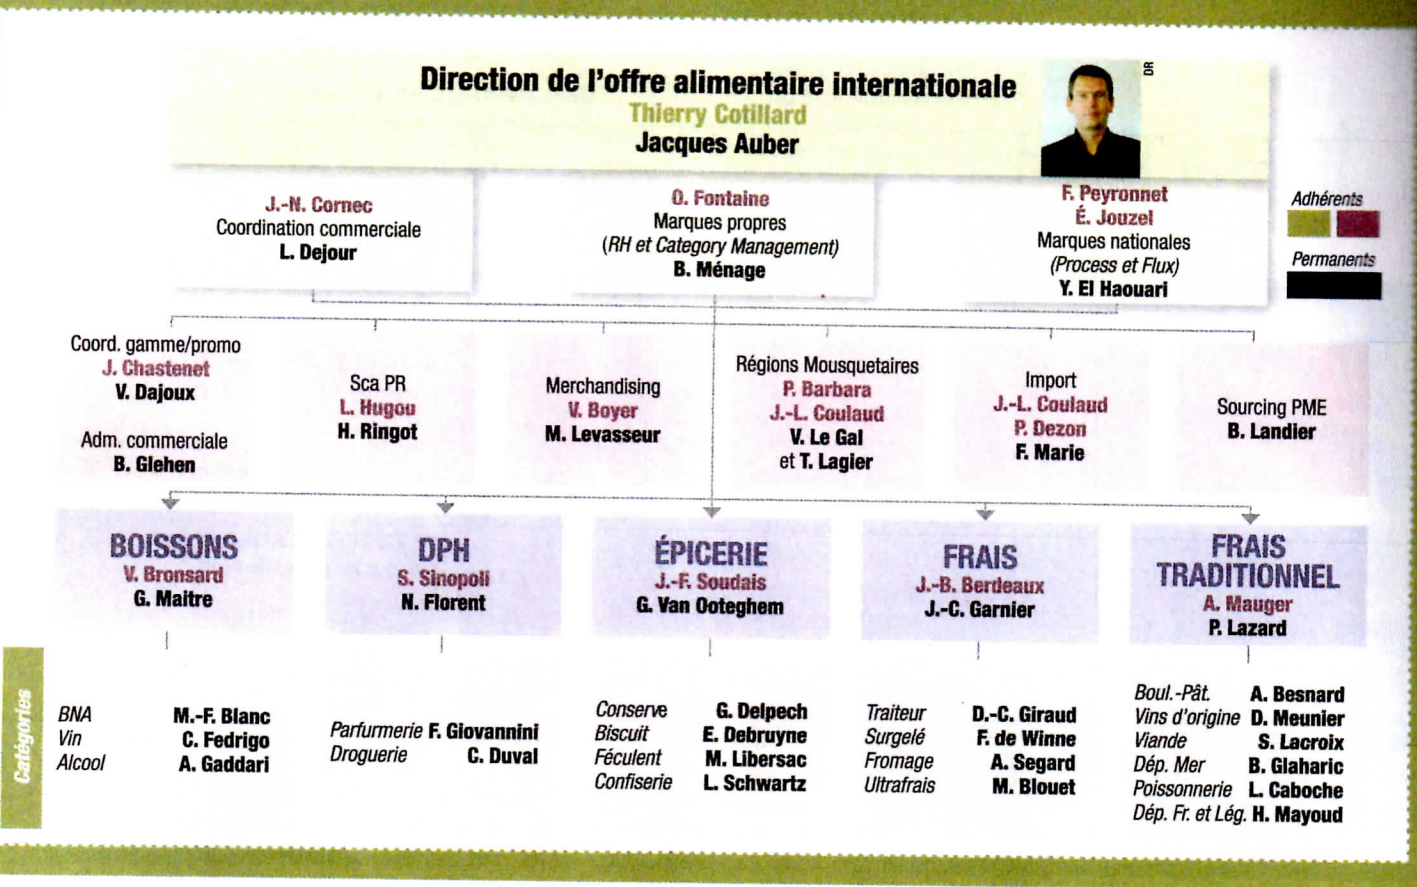 Direction de l'offre alimentaire internationale
Thierry Cotillard
Jacques Auber
DR
J.-N. Cornec
Coordination commerciale
L. Dejour
O. Fontaine
Marques propres
(RH et Category Management)
B. Ménage
F. Peyronnet
É. Jouzel
Marques nationales
(Process et Flux)
Y. El Haouari
Adhérents
Permanents
Coord. gamme/promo
J. Chastenet
V. Dajoux
Adm. commerciale
B. Glehen
Sca PR
L. Hugou
H. Ringot
Merchandising
V. Boyer
M. Levasseur
Régions Mousquetaires
P. Barbara
J.-L. Coulaud
V. Le Gal
et T. Lagier
Import
J.-L. Coulaud
P. Dezon
F. Marie
Sourcing PME
B. Landier
BOISSONS
V. Bronsard
G. Maitre
DPH
S. Sinopoli
N. Florent
ÉPICERIE
J.-F. Soudais
G. Van Ooteghem
FRAIS
J.-B. Berdeaux
J.-C. Garnier
FRAIS
TRADITIONNEL
A. Mauger
P. Lazard
Catégories
BNA M.-F. Blanc
Vin C. Fedrigo
Alcool A. Gaddari
Parfurmerie F. Giovannini
Droguerie C. Duval
Conserve G. Delpech
Biscuit E. Debruyne
Féculent M. Libersac
Confiserie L. Schwartz
Traiteur D.-C. Giraud
Surgelé F. de Winne
Fromage A. Segard
Ultrafrais M. Blouet
Boul.-Pât. A. Besnard
Vins d'origine D. Meunier
Viande S. Lacroix
Dép. Mer B. Glaharic
Poissonnerie L. Caboche
Dép. Fr. et Lég. H. Mayoud